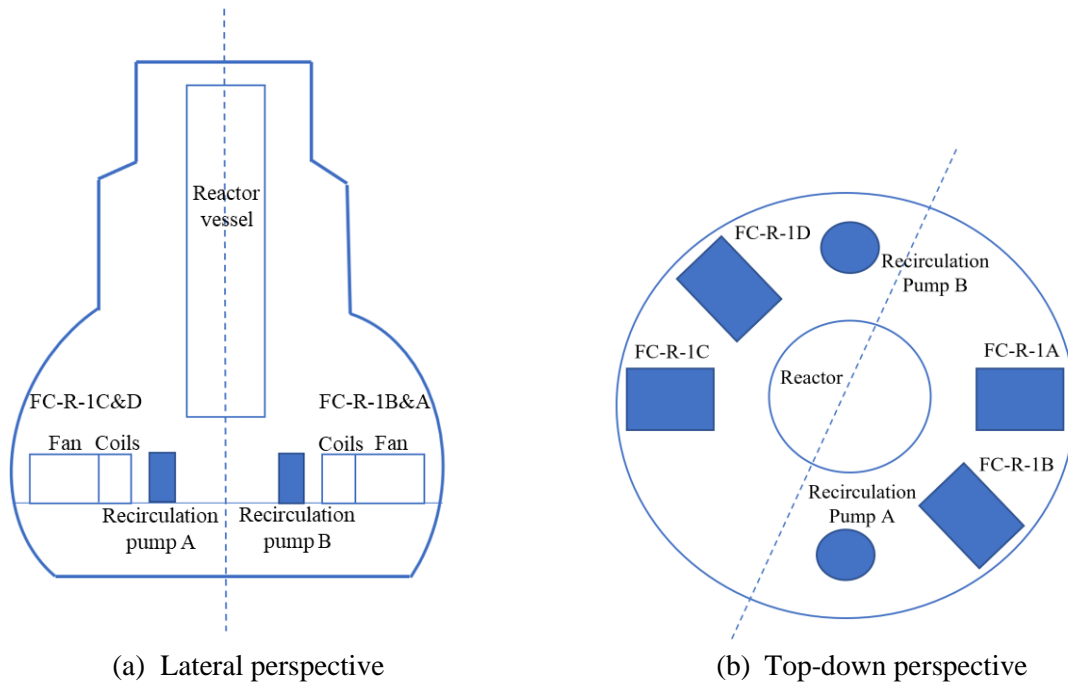 Reactor
vessel
FC-R-1C&D
FC-R-1B&A
Fan
Coils
Coils
Fan
Recirculation
pump A
Recirculation
pump B
(a) Lateral perspective
FC-R-1D
Recirculation
Pump B
FC-R-1C
FC-R-1A
Reactor
FC-R-1B
Recirculation
Pump A
(b) Top-down perspective